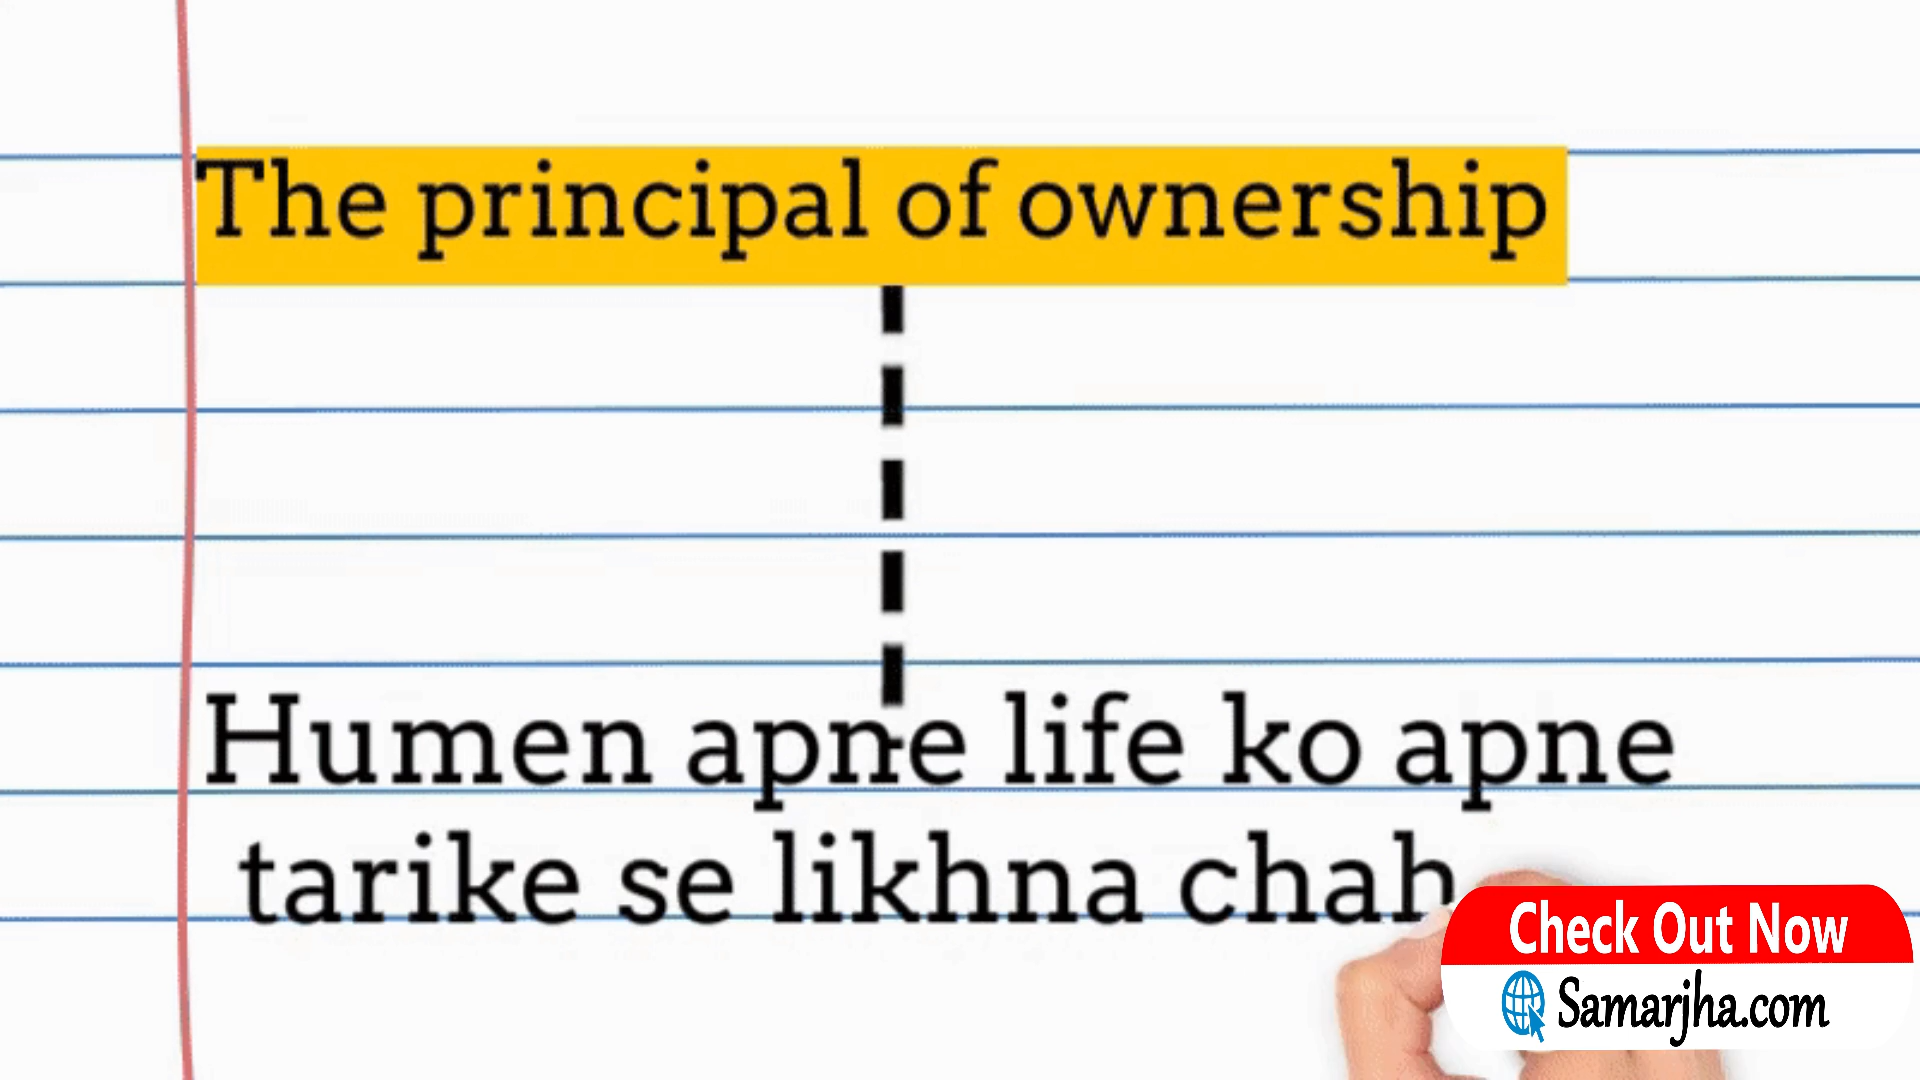 The principal of ownership
Humen apne life ko apne
tarike se likhna chah
Check Out Now
Samarjha.com